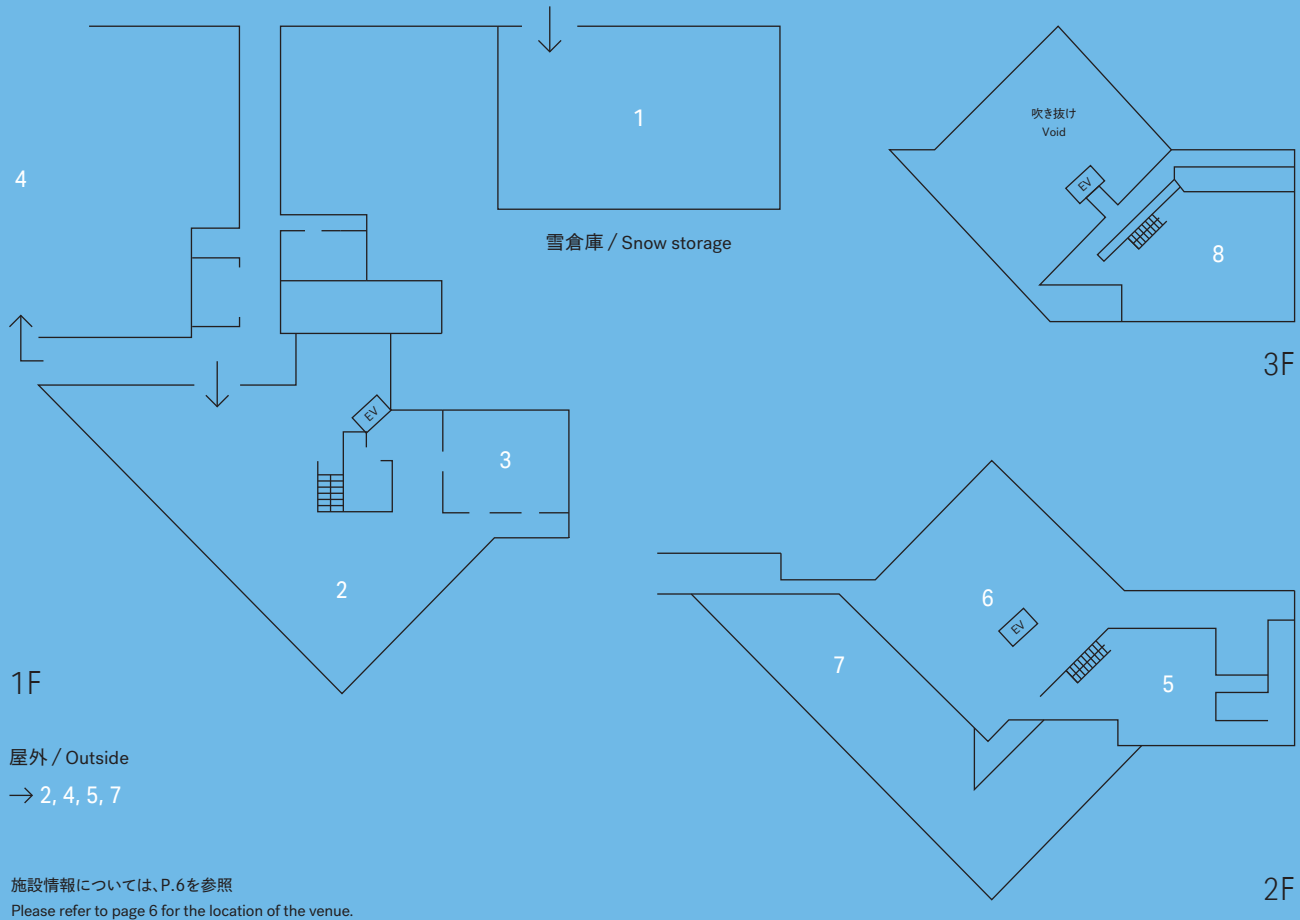 1
雪倉庫 / Snow storage
4
EV
3
2
1F
屋外 / Outside
→ 2, 4, 5, 7
施設情報については、P.6を参照
Please refer to page 6 for the location of the venue.
吹き抜け
Void
EV
8
3F
6
EV
7
5
2F